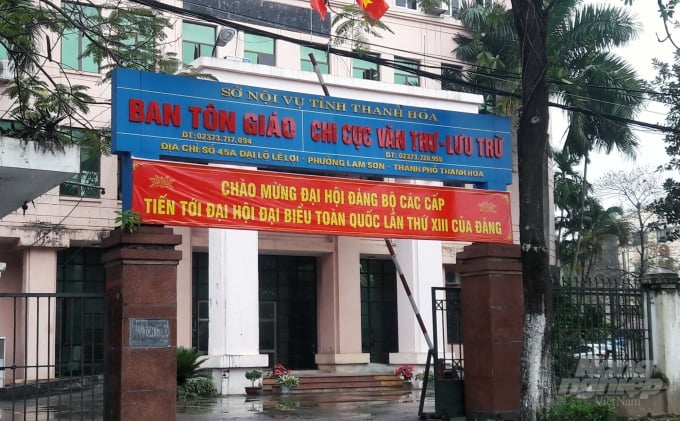 SỞ NỘI VỤ TỈNH THANH HÓA
BAN TÔN GIÁO
CHI CỤC VĂN THƯ-LƯU TRỮ
ĐT: 02373.717.094
ĐT: 02373.728.959
ĐỊA CHỈ: SỐ 45A ĐẠI LỘ LÊ LỢI - PHƯỜNG LAM SƠN - THÀNH PHỐ THANH HÓA
CHÀO MỪNG ĐẠI HỘI ĐẢNG BỘ CÁC CẤP
TIẾN TỚI ĐẠI HỘI ĐẠI BIỂU TOÀN QUỐC LẦN THỨ XIII CỦA ĐẢNG
Nông nghiệp
Việt Nam